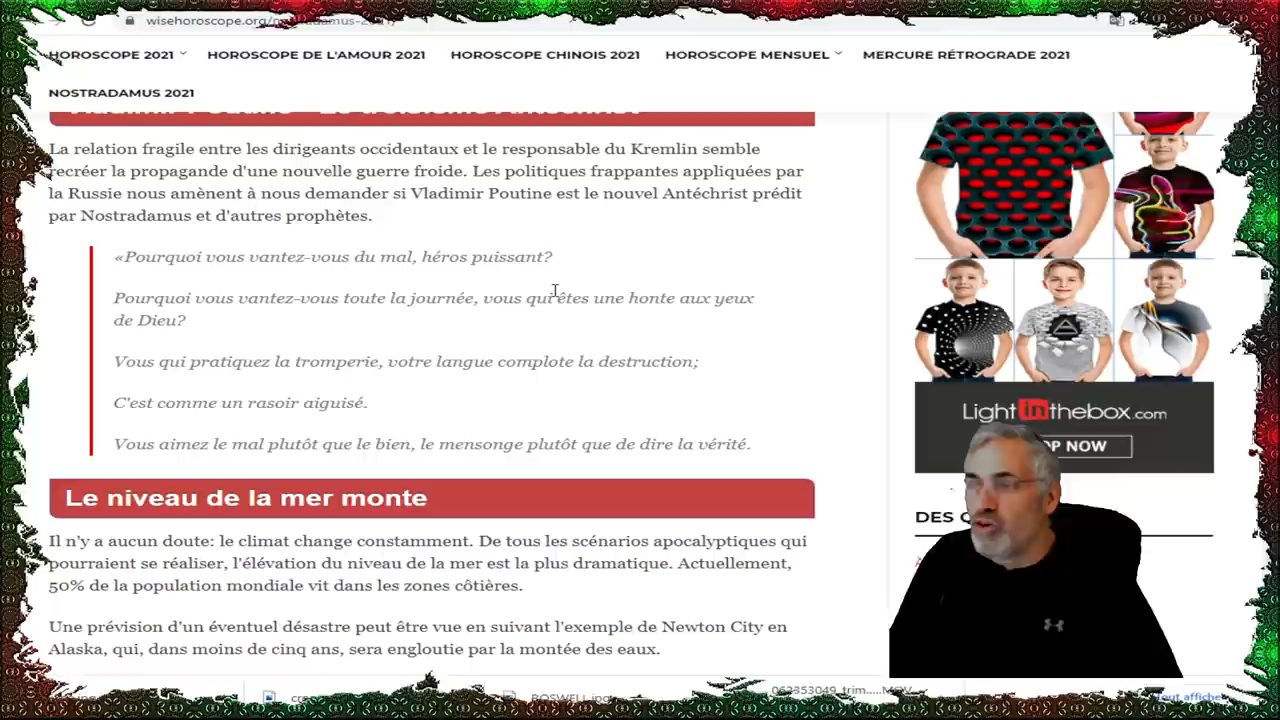 wisehoroscope.org/
HOROSCOPE 2021
HOROSCOPE DE L'AMOUR 2021
HOROSCOPE CHINOIS 2021
HOROSCOPE MENSUEL
MERCURE RÉTROGRADE 2021
NOSTRADAMUS 2021
La relation fragile entre les dirigeants occidentaux et le responsable du Kremlin semble
recréer la propagande d'une nouvelle guerre froide. Les politiques frappantes appliquées par
la Russie nous amènent à nous demander si Vladimir Poutine est le nouvel Antéchrist prédit
par Nostradamus et d'autres prophètes.
«Pourquoi vous vantez-vous du mal, héros puissant?
Pourquoi vous vantez-vous toute la journée, vous qui êtes une honte aux yeux
de Dieu?
Vous qui pratiquez la tromperie, votre langue complote la destruction;
C'est comme un rasoir aiguisé.
Vous aimez le mal plutôt que le bien, le mensonge plutôt que de dire la vérité.
Le niveau de la mer monte
Il n'y a aucun doute: le climat change constamment. De tous les scénarios apocalyptiques qui
pourraient se réaliser, l'élévation du niveau de la mer est la plus dramatique. Actuellement,
50% de la population mondiale vit dans les zones côtières.
Une prévision d'un éventuel désastre peut être vue en suivant l'exemple de Newton City en
Alaska, qui, dans moins de cinq ans, sera engloutie par la montée des eaux.
Lightinthebox.com
NOW
DES
BOSWELL.jpg
062353049_trim.....MOV
Tout affiche